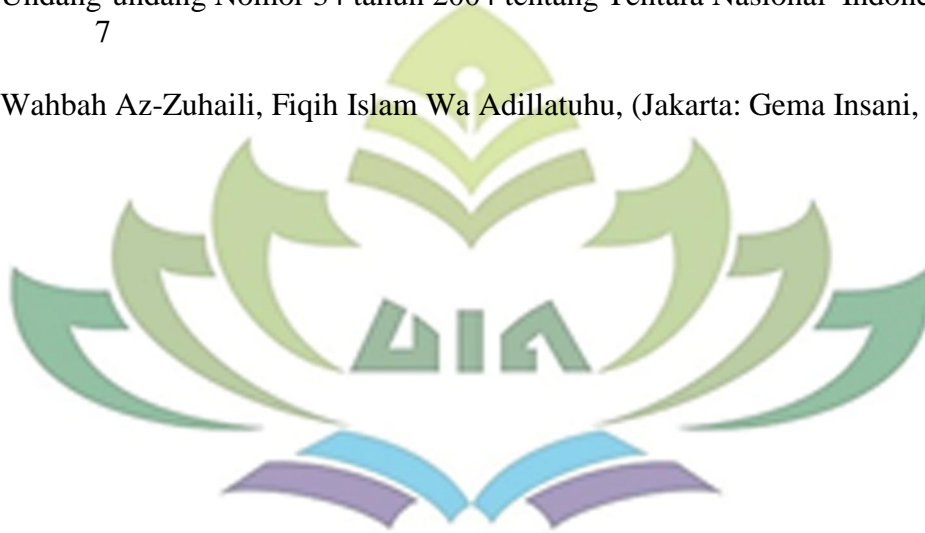 Undang-undang Nomor 34 tahun 2004 tentang Tentara Nasional
7
Wahbah Az-Zuhaili, Fiqih Islam Wa Adillatuhu, (Jakarta: Gema Insani,
UIN